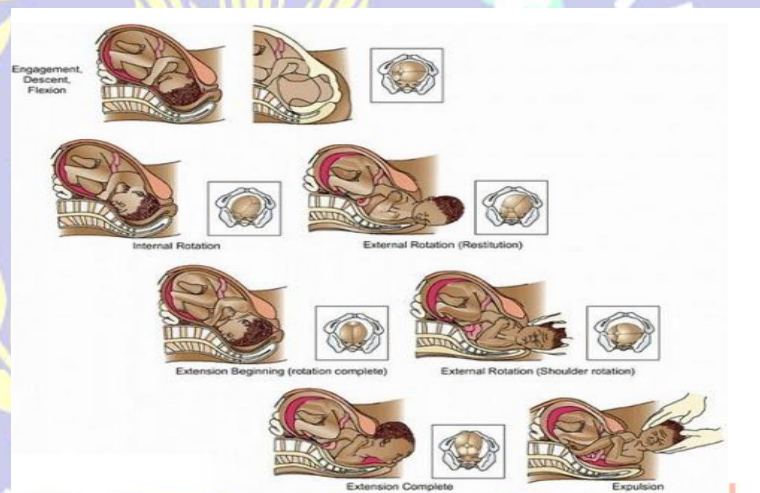 Engagement,
Descent,
Flexion
Internal Rotation
External Rotation (Restitution)
Extension Beginning (rotation complete)
External Rotation (Shoulder rotation)
Extension Complete
Expulsion